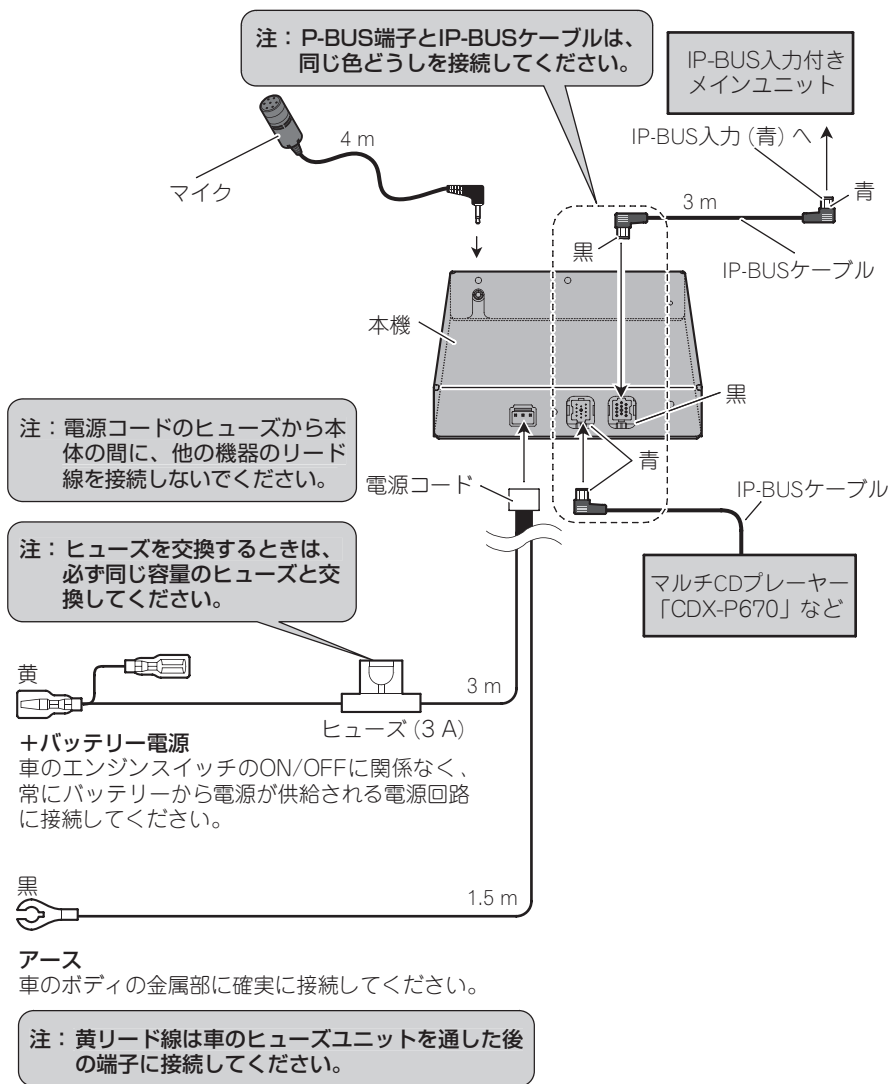 注：P-BUS端子とIP-BUSケーブルは、
同じ色どうしを接続してください。
IP-BUS入力付き
メインユニット
IP-BUS入力（青）へ
青
4 m
マイク
3 m
黒
IP-BUSケーブル
本機
黒
注：電源コードのヒューズから本
体の間に、他の機器のリード
線を接続しないでください。
青
電源コード
IP-BUSケーブル
注：ヒューズを交換するときは、
必ず同じ容量のヒューズと交
換してください。
マルチCDプレーヤー
「CDX-P670」など
黄
3 m
ヒューズ（3 A）
＋バッテリー電源
車のエンジンスイッチのON/OFFに関係なく、
常にバッテリーから電源が供給される電源回路
に接続してください。
黒
1.5 m
アース
車のボディの金属部に確実に接続してください。
注：黄リード線は車のヒューズユニットを通した後
の端子に接続してください。